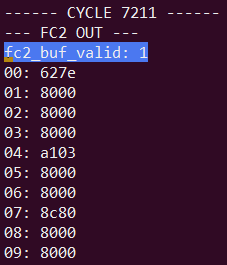 ------ CYCLE 7211 ------
--- FC2 OUT ---
fc2_buf_valid: 1
00: 627e
01: 8000
02: 8000
03: 8000
04: a103
05: 8000
06: 8000
07: 8c80
08: 8000
09: 8000